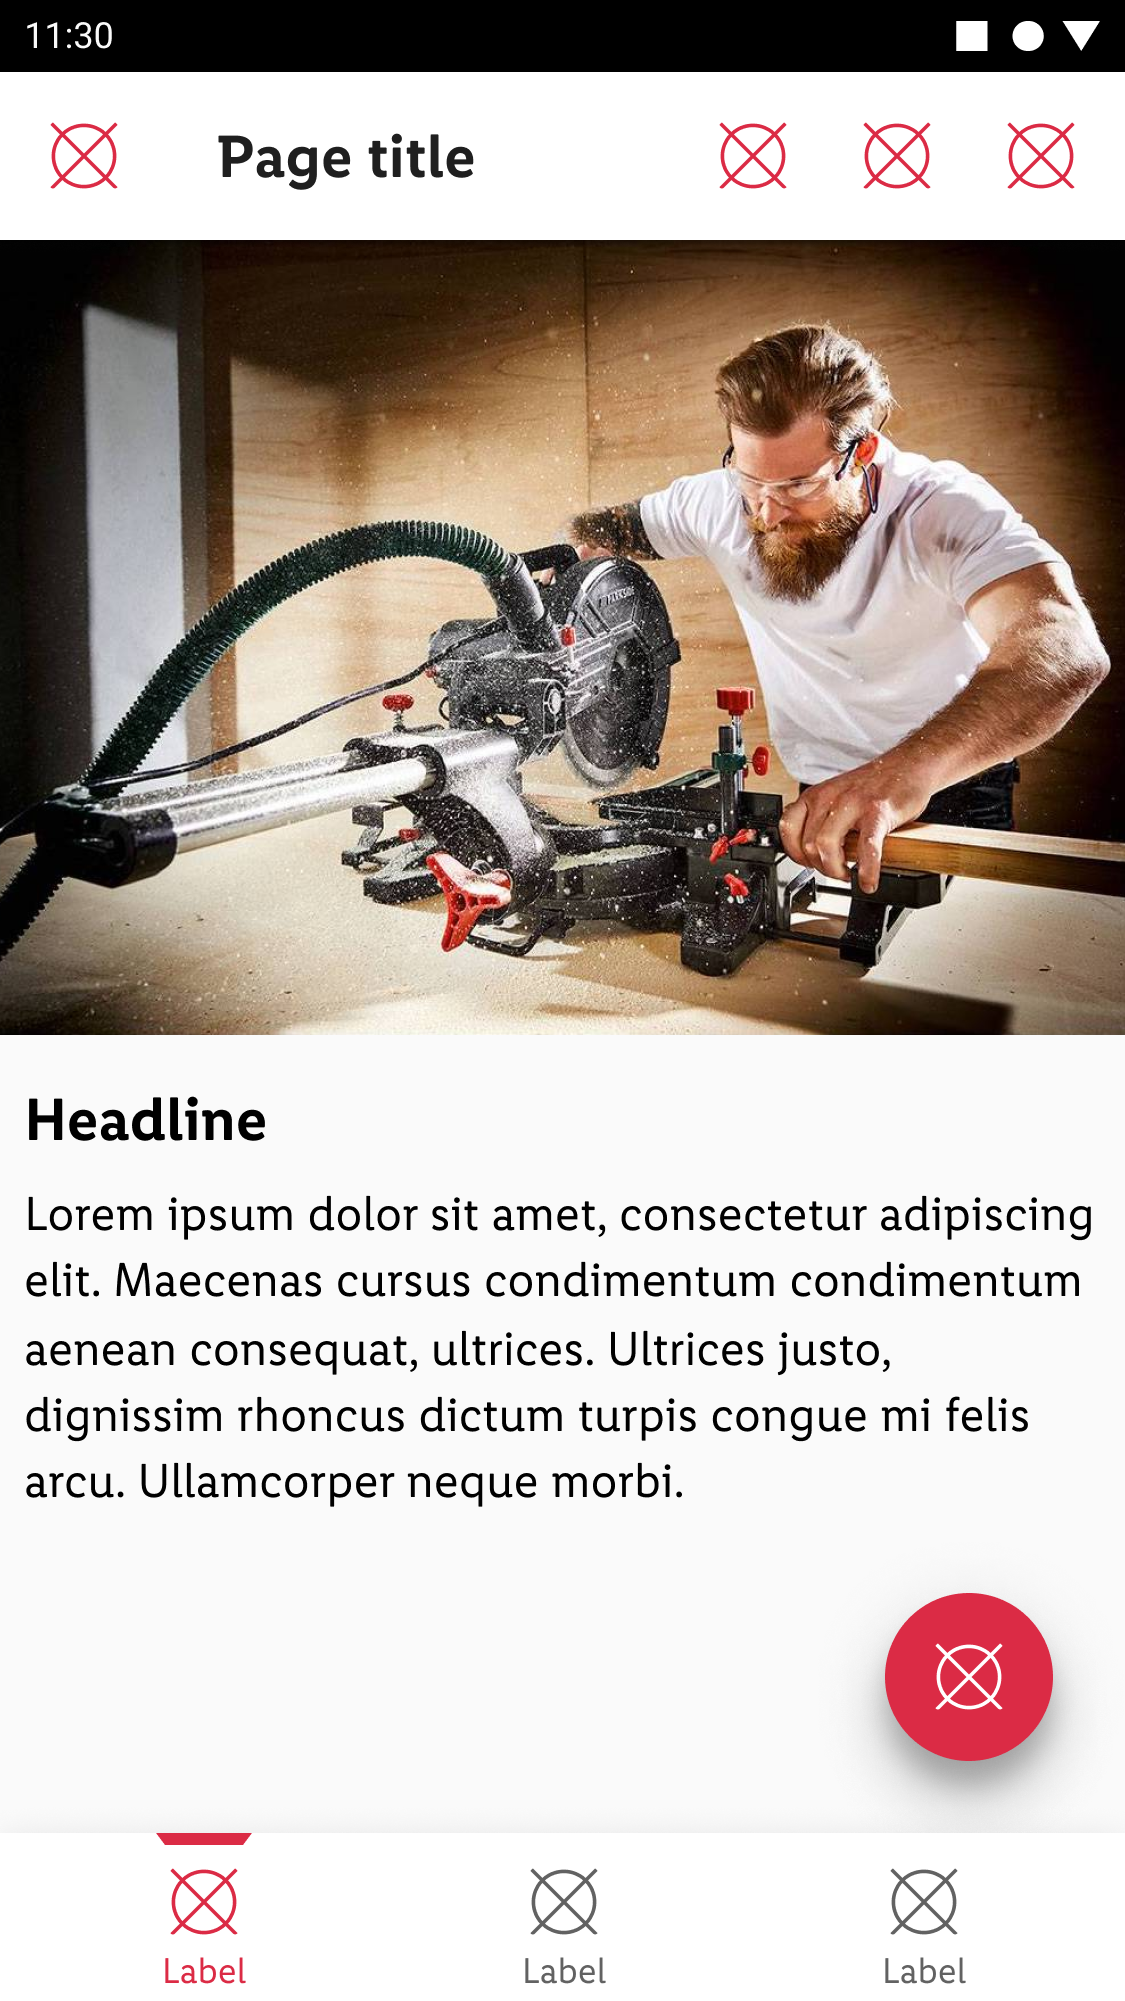 11:30
Page title
PARKSIDE
Headline
Lorem ipsum dolor sit amet, consectetur adipiscing
elit. Maecenas cursus condimentum condimentum
aenean consequat, ultrices. Ultrices justo,
dignissim rhoncus dictum turpis congue mi felis
arcu. Ullamcorper neque morbi.
Label
Label
Label